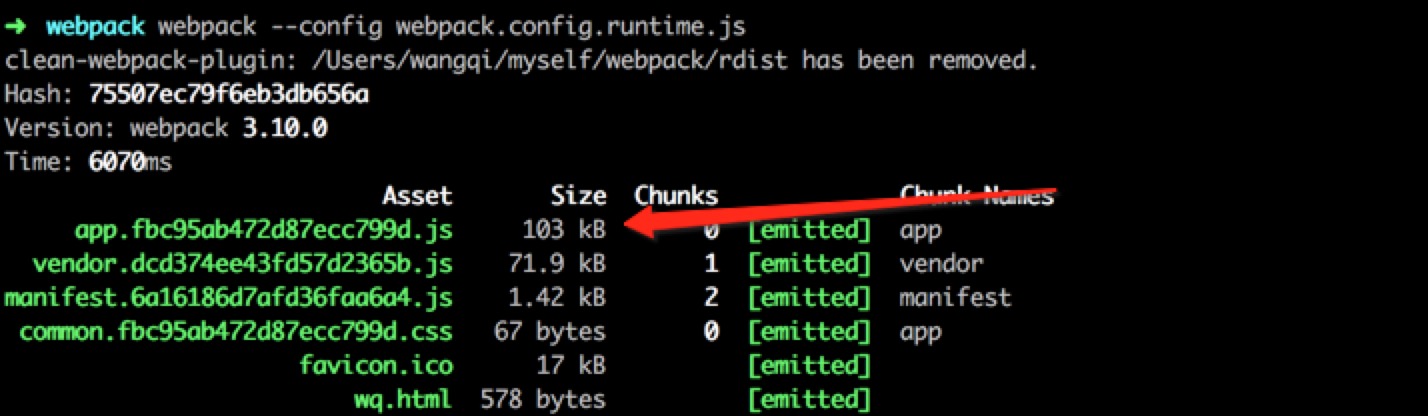 ➜ webpack webpack --config webpack.config.runtime.js
clean-webpack-plugin: /Users/wangqi/myself/webpack/rdist has been removed.
Hash: 75507ec79f6eb3db656a
Version: webpack 3.10.0
Time: 6070ms
Asset Size Chunks Chunk Names
app.fbc95ab472d87ecc799d.js 103 kB 0 [emitted] app
vendor.dcd374ee43fd57d2365b.js 71.9 kB 1 [emitted] vendor
manifest.6a16186d7afd36faa6a4.js 1.42 kB 2 [emitted] manifest
common.fbc95ab472d87ecc799d.css 67 bytes 0 [emitted] app
favicon.ico 17 kB [emitted]
wq.html 578 bytes [emitted]